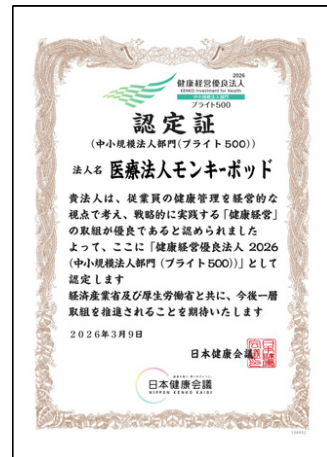 2026
健康経営優良法人
KENKO Investment for Health
中小規模法人部門
ブライト500
認定証
(中小規模法人部門(ブライト500))
法人名 医療法人モンキーポッド
貴法人は、従業員の健康管理を経営的な
視点で考え、戦略的に実践する「健康経営」
の取組が優良であると認められました
よって、ここに「健康経営優良法人 2026
(中小規模法人部門(ブライト500))」として
認定します
経済産業省及び厚生労働省と共に、今後一層
取組を推進されることを期待いたします
2026年3月9日
日本健康会議
日本健康会議
NIPPON KENKO KAIGI